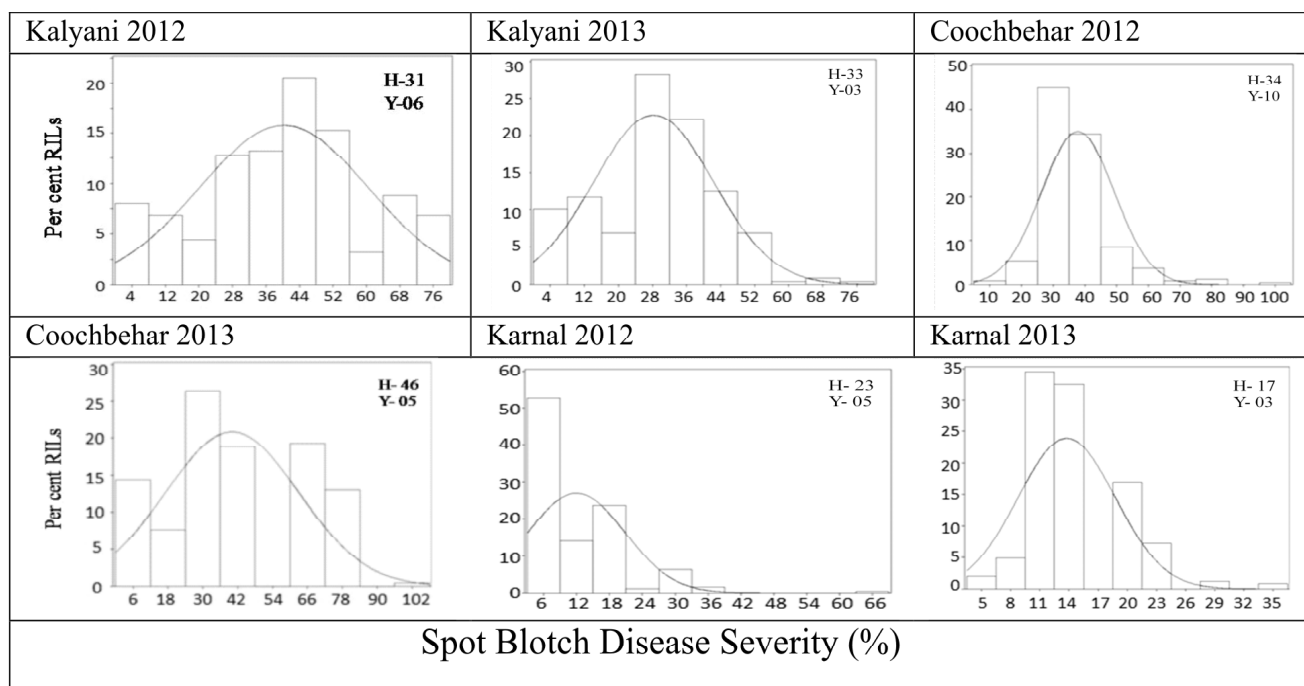 Kalyani 2012
Kalyani 2013
Coochbehar 2012
Per cent RILs
20
15
10
5
0
4 12 20 28 36 44 52 60 68 76
H-31
Y-06
30
25
20
15
10
5
0
4 12 20 28 36 44 52 60 68 76
H-33
Y-03
50
40
30
20
10
0
10 20 30 40 50 60 70 80 90 100
H-34
Y-10
Coochbehar 2013
Karnal 2012
Karnal 2013
Per cent RILs
30
25
20
15
10
5
0
6 18 30 42 54 66 78 90 102
H- 46
Y- 05
60
50
40
30
20
10
0
6 12 18 24 30 36 42 48 54 66
H- 23
Y- 05
35
30
25
20
15
10
5
0
5 8 11 14 17 20 23 26 29 32 35
H- 17
Y- 03
Spot Blotch Disease Severity (%)